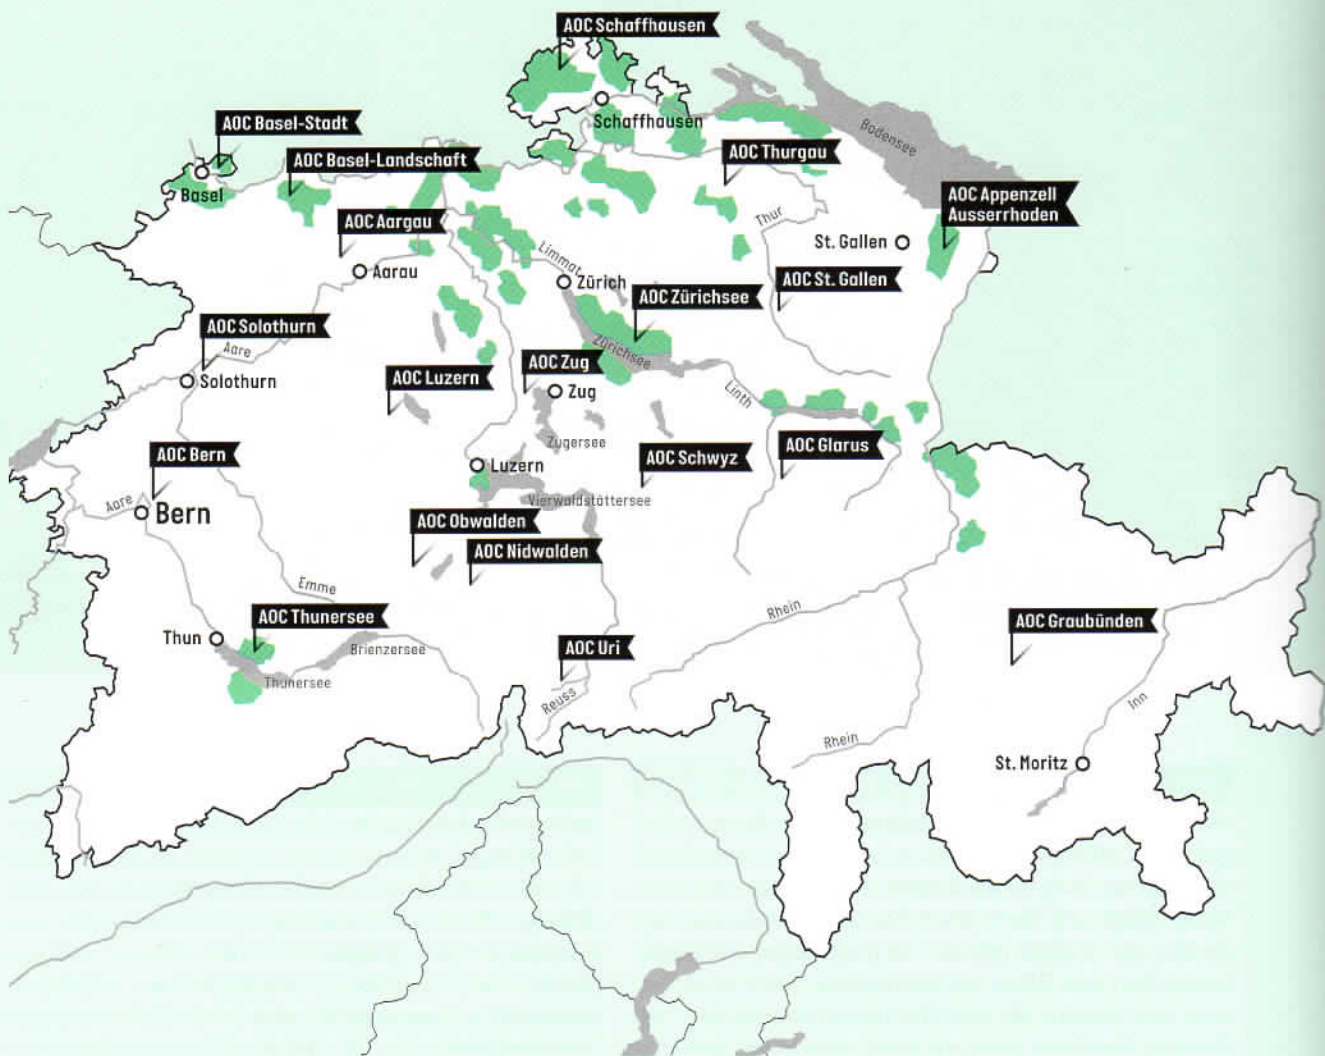 AOC Schaffhausen
Schaffhausen
Bodensee
AOC Basel-Stadt
Basel
AOC Basel-Landschaft
AOC Thurgau
AOC Appenzell
Ausserrhoden
AOC Aargau
Aarau
Thur
St. Gallen
Limmat
Zürich
AOC St. Gallen
AOC Zürichsee
Zürichsee
AOC Solothurn
Aare
Solothurn
AOC Luzern
AOC Zug
Zug
Zugersee
Linth
AOC Bern
Aare
Bern
Luzern
AOC Schwyz
AOC Glarus
Vierwaldstättersee
AOC Obwalden
AOC Nidwalden
Emme
AOC Thunersee
Thun
Thunersee
Brienzersee
AOC Uri
Reuss
Rhein
Rhein
AOC Graubünden
Inn
St. Moritz